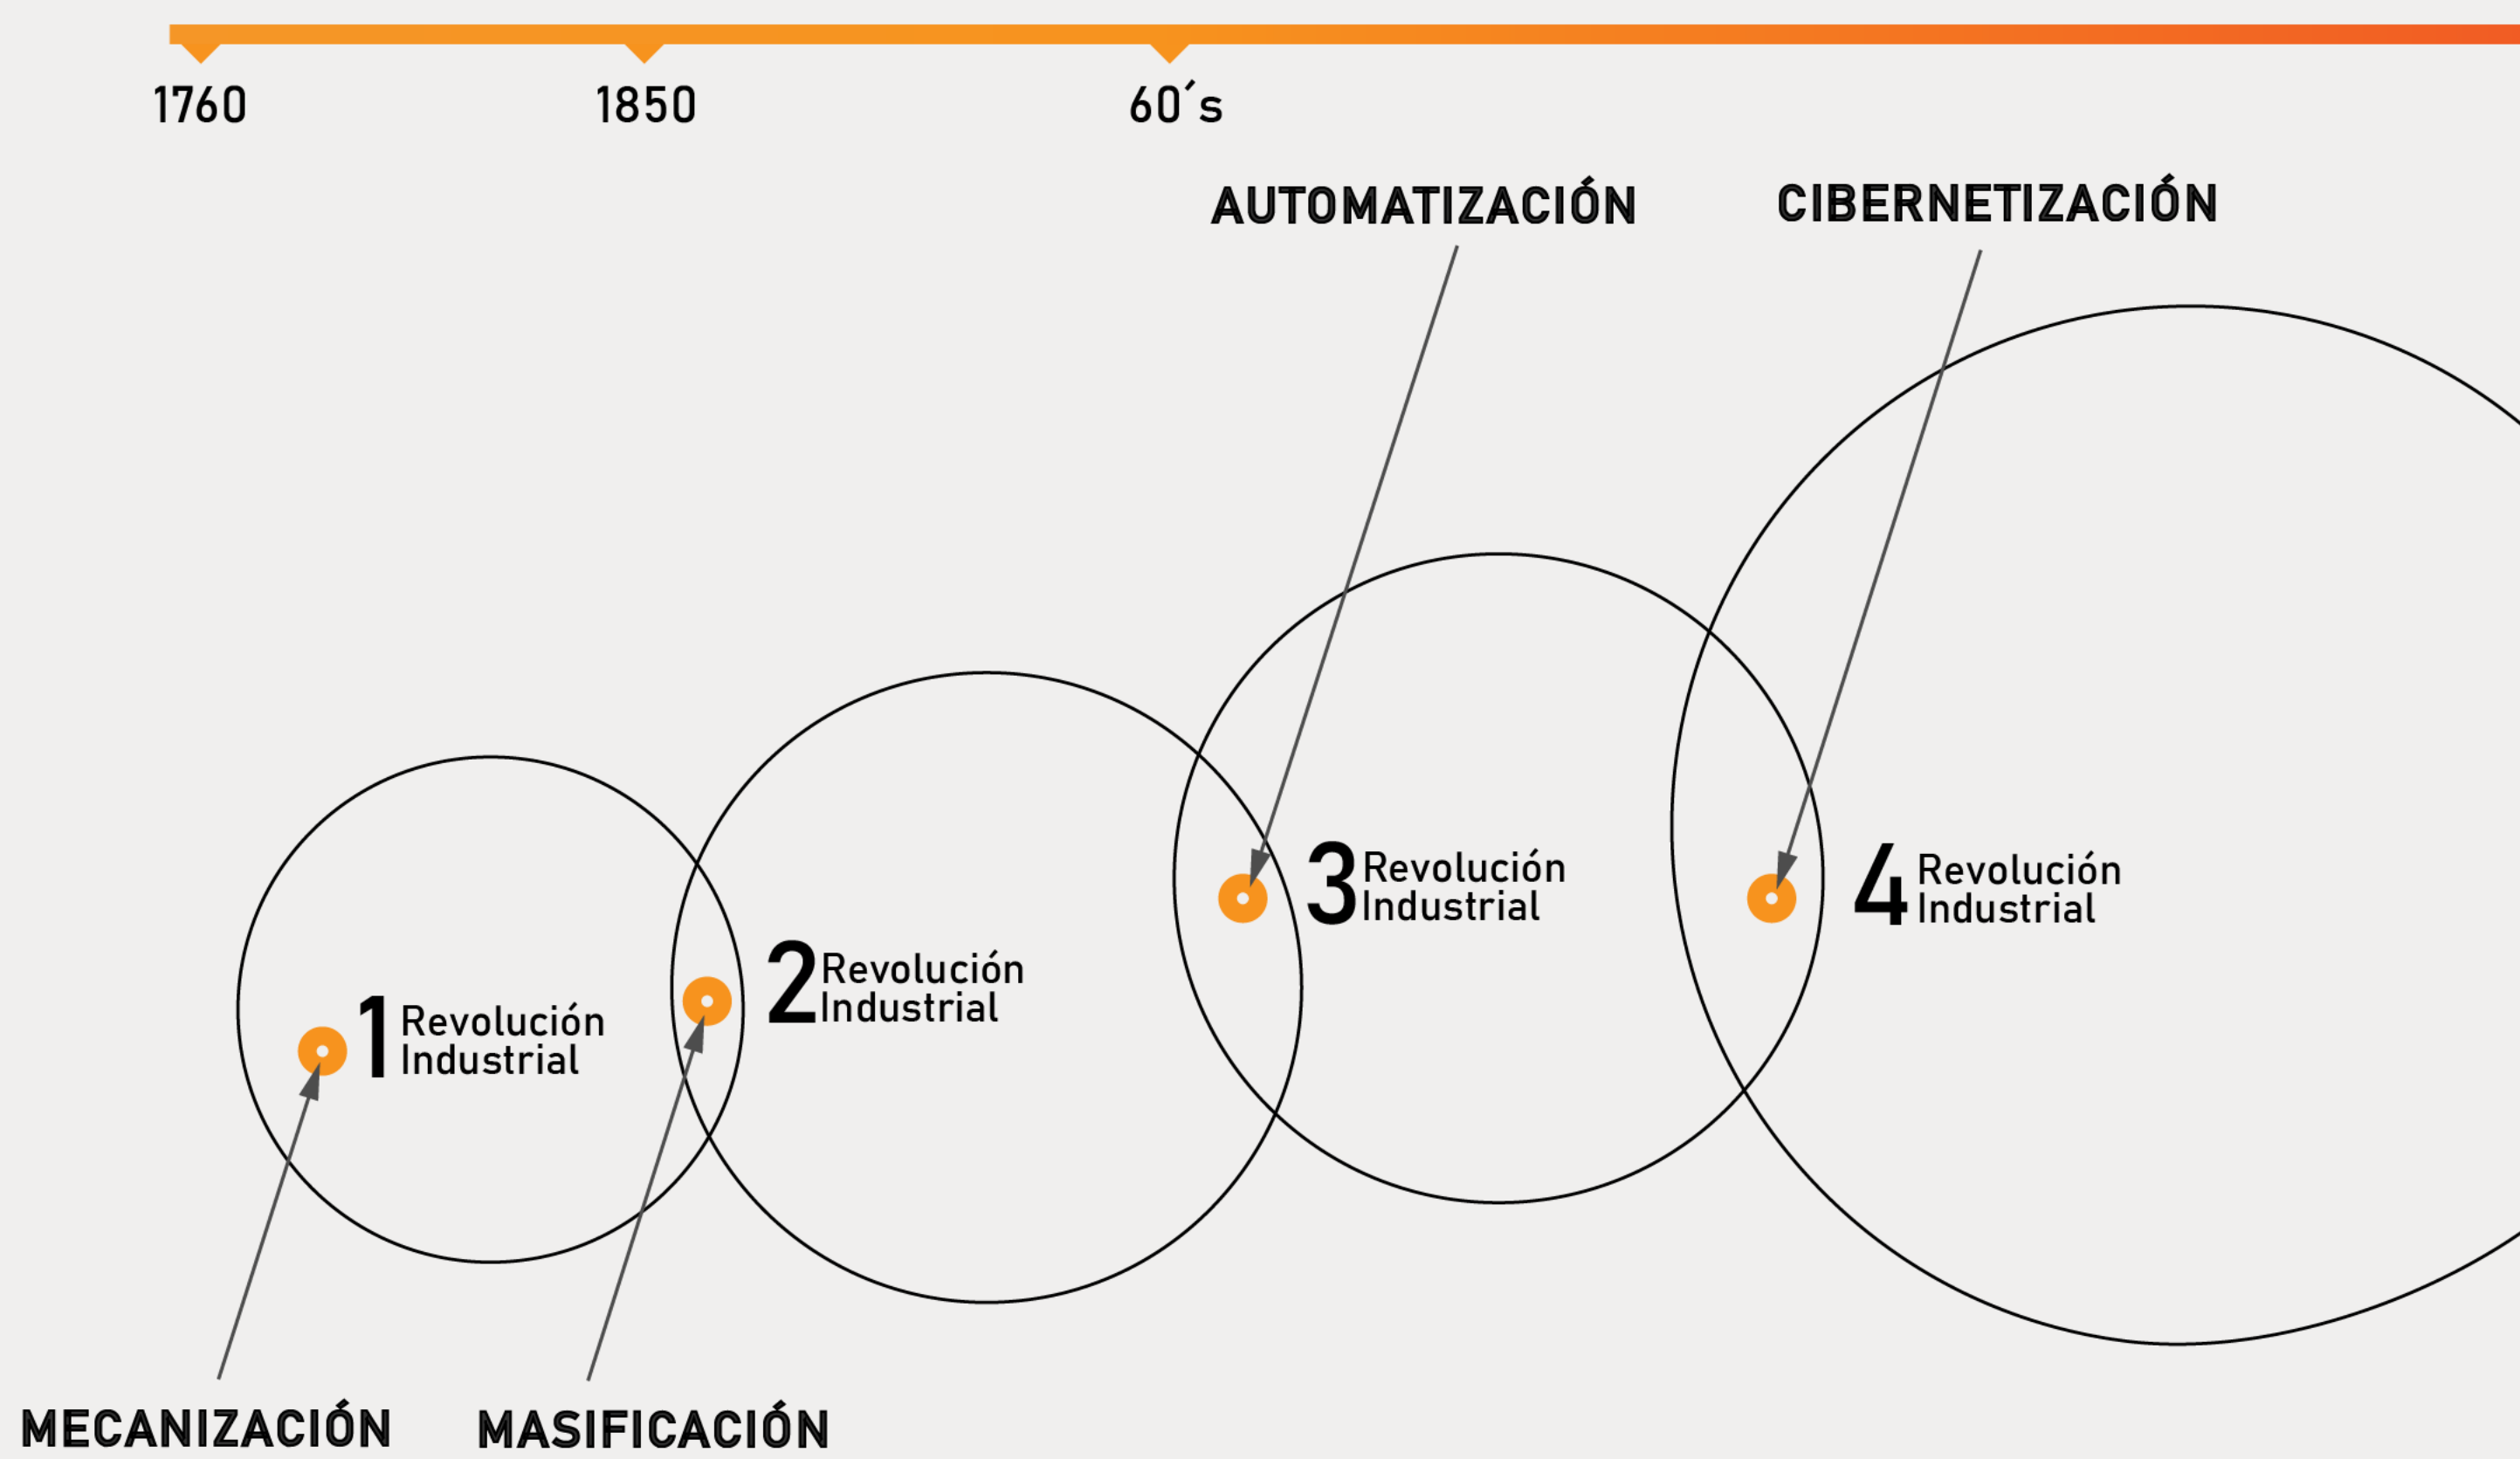 1760
1850
60´s
AUTOMATIZACIÓN
CIBERNETIZACIÓN
1 Revolución
Industrial
2 Revolución
Industrial
3 Revolución
Industrial
4 Revolución
Industrial
MECANIZACIÓN
MASIFICACIÓN